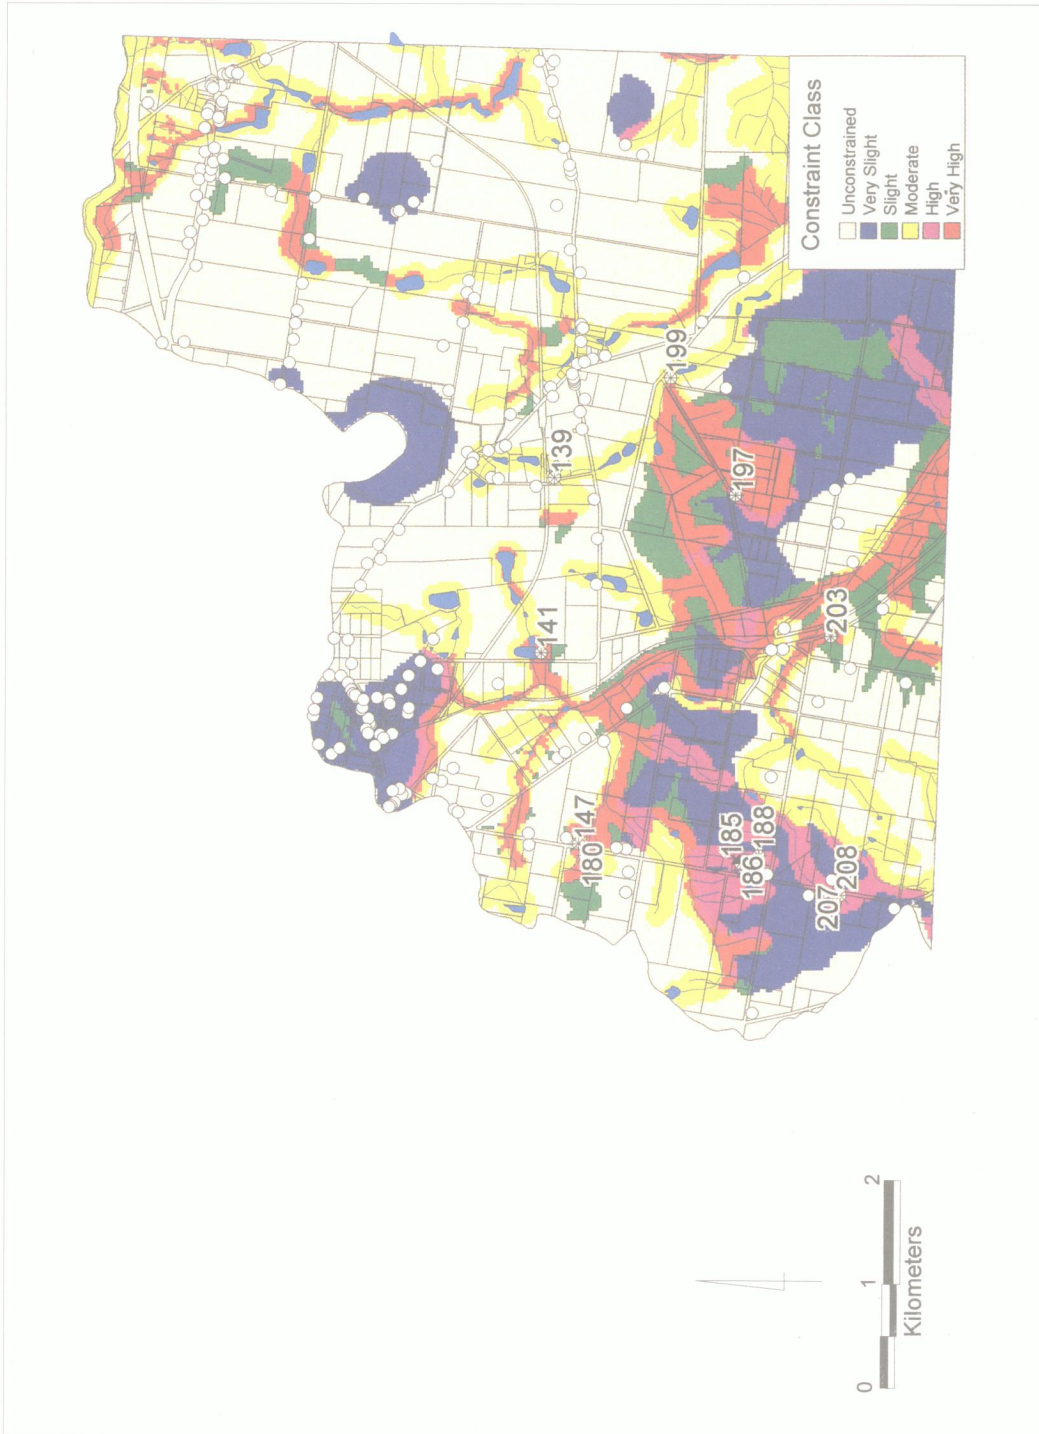 Constraint Class
Unconstrained
Very Slight
Slight
Moderate
High
Very High
199
139
197
141
203
147
180
185
188
186
208
207
0 1 2
Kilometers